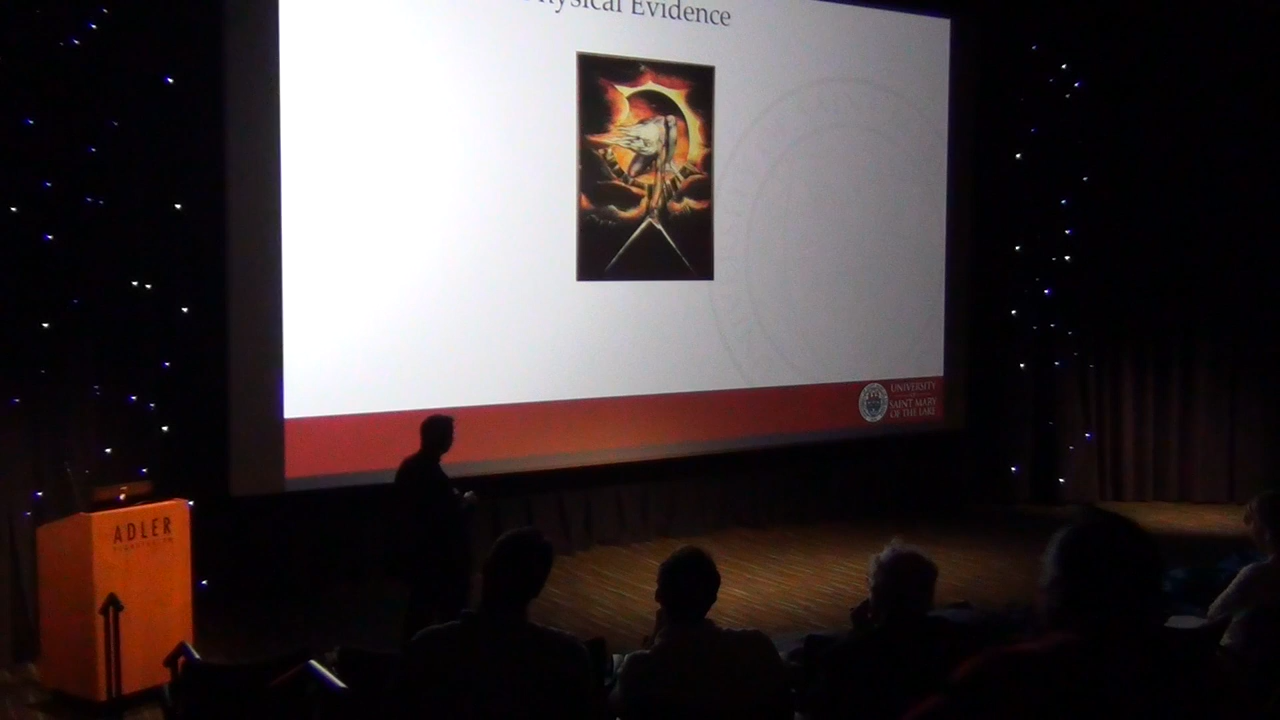 Physical Evidence
UNIVERSITY
SAINT MARY
OF THE LAKE
ADLER